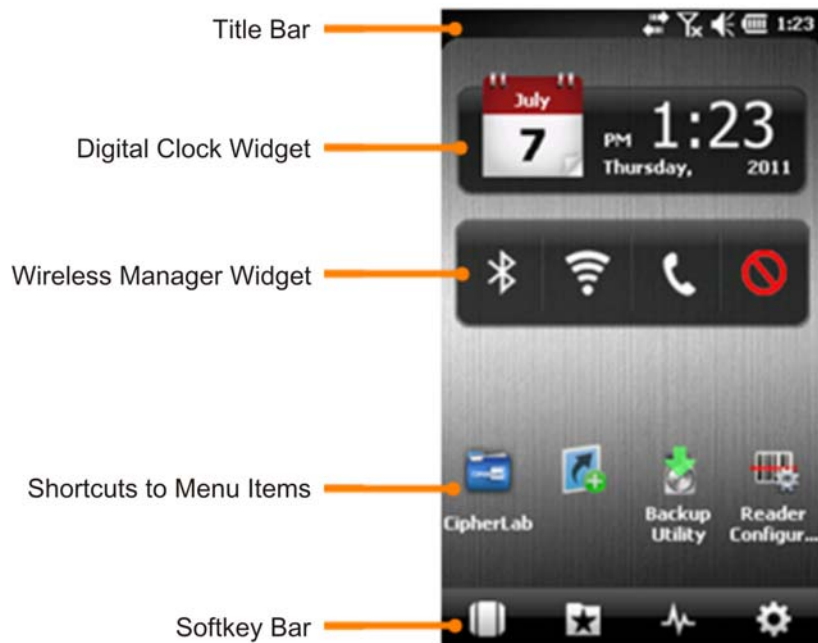 Title Bar
1:23
July
7
PM 1:23
Thursday, 2011
Digital Clock Widget
Wireless Manager Widget
Shortcuts to Menu Items
CipherLab
Backup
Utility
Reader
Configur...
Softkey Bar